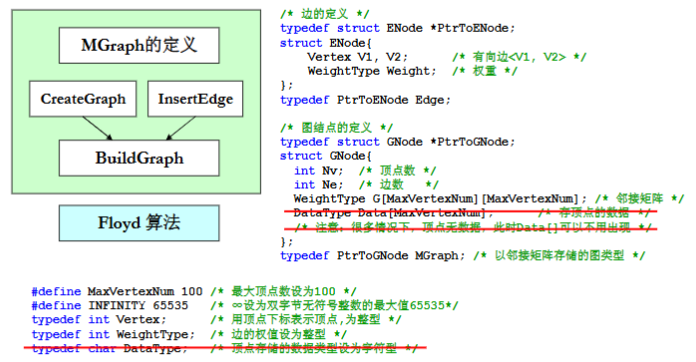 MGraph的定义
CreateGraph
InsertEdge
BuildGraph
Floyd 算法
/* 边的定义 */
typedef struct ENode *PtrToENode;
struct ENode{
Vertex V1, V2; /* 有向边<V1, V2> */
WeightType Weight; /* 权重 */
};
typedef PtrToENode Edge;
/* 图结点的定义 */
typedef struct GNode *PtrToGNode;
struct GNode{
int Nv; /* 顶点数 */
int Ne; /* 边数 */
WeightType G[MaxVertexNum][MaxVertexNum]; /* 邻接矩阵 */
DataType Data[MaxVertexNum]; /* 存顶点的数据 */
/* 注意：很多情况下，顶点无数据，此时Data[]可以不用出现 */
};
typedef PtrToGNode MGraph; /* 以邻接矩阵存储的图类型 */
#define MaxVertexNum 100 /* 最大顶点数设为100 */
#define INFINITY 65535 /* ∞设为双字节无符号整数的最大值65535*/
typedef int Vertex; /* 用顶点下标表示顶点,为整型 */
typedef int WeightType; /* 边的权值设为整型 */
typedef char DataType; /* 顶点存储的数据类型设为字符型 */